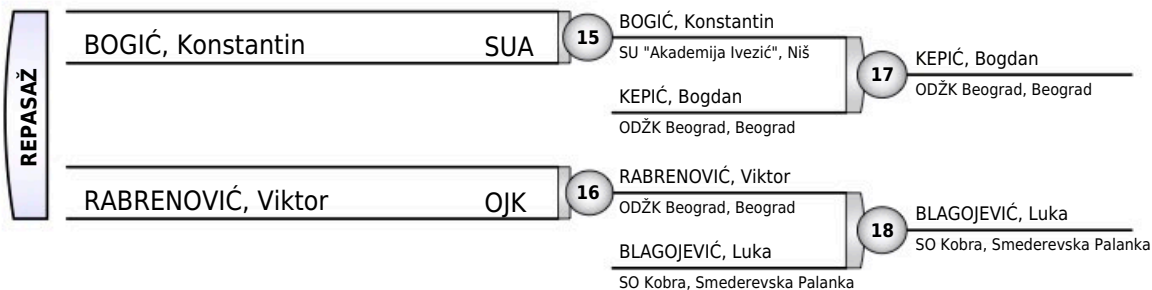 REPASAŽ
BOGIĆ, Konstantin SUA
15
BOGIĆ, Konstantin
SU "Akademija Ivezić", Niš
KEPIĆ, Bogdan
ODŽK Beograd, Beograd
17
KEPIĆ, Bogdan
ODŽK Beograd, Beograd
RABRENOVIĆ, Viktor OJK
16
RABRENOVIĆ, Viktor
ODŽK Beograd, Beograd
BLAGOJEVIĆ, Luka
SO Kobra, Smederevska Palanka
18
BLAGOJEVIĆ, Luka
SO Kobra, Smederevska Palanka